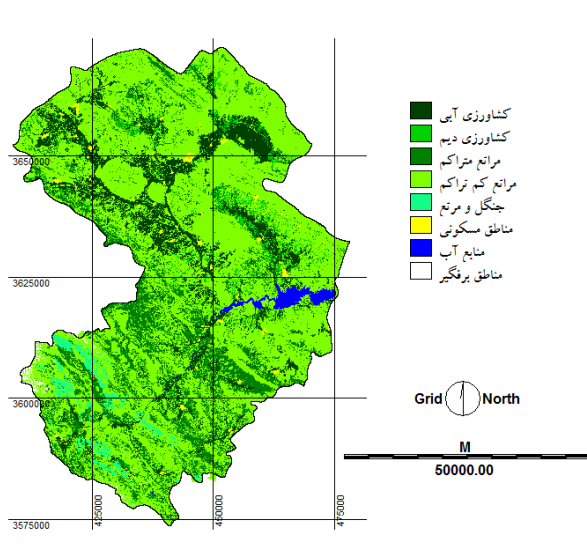 کشاورزی آبی
کشاورزی دیم
مراتع متراکم
مراتع کم تراکم
جنگل و مرتع
مناطق مسکونی
منابع آب
مناطق برفگیر
3650000
3625000
3600000
3575000
425000
450000
475000
Grid North
M
50000.00